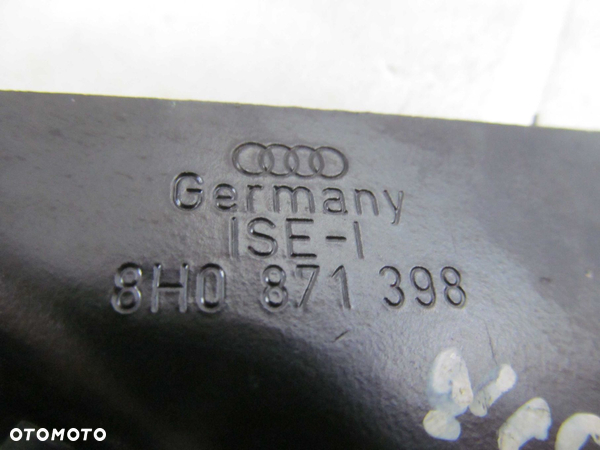 Germany
ISE-I
8H0 871 398
OTOMOTO